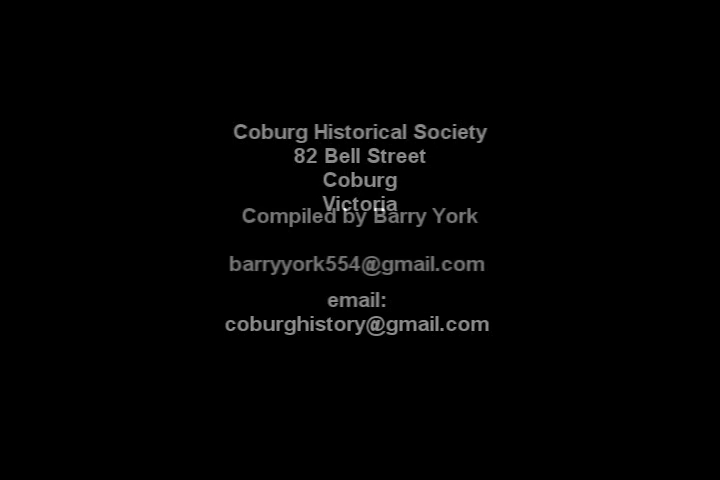 Coburg Historical Society
82 Bell Street
Coburg
Victoria
Compiled by Barry York
barryyork554@gmail.com
email:
coburghistory@gmail.com